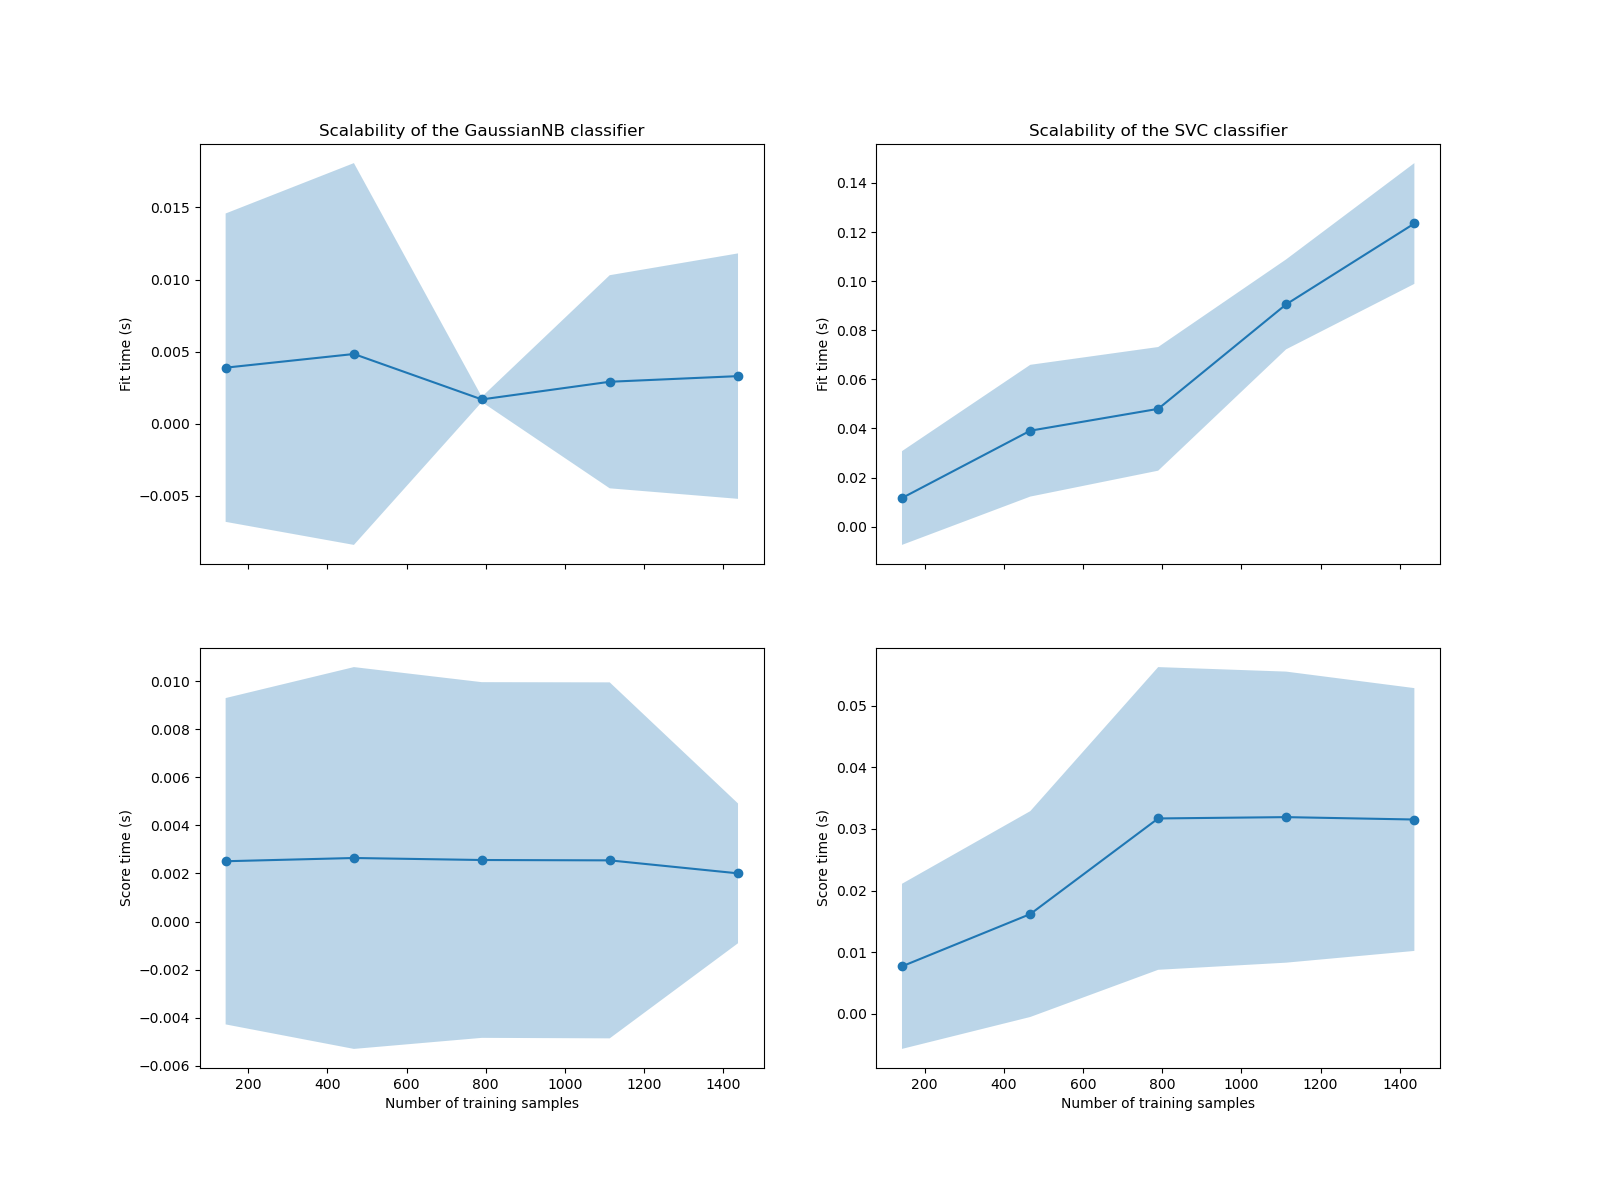 Scalability of the GaussianNB classifier
Fit time (s)
0.015
0.010
0.005
0.000
−0.005
Scalability of the SVC classifier
Fit time (s)
0.14
0.12
0.10
0.08
0.06
0.04
0.02
0.00
Score time (s)
0.010
0.008
0.006
0.004
0.002
0.000
−0.002
−0.004
−0.006
200 400 600 800 1000 1200 1400
Number of training samples
Score time (s)
0.05
0.04
0.03
0.02
0.01
0.00
200 400 600 800 1000 1200 1400
Number of training samples